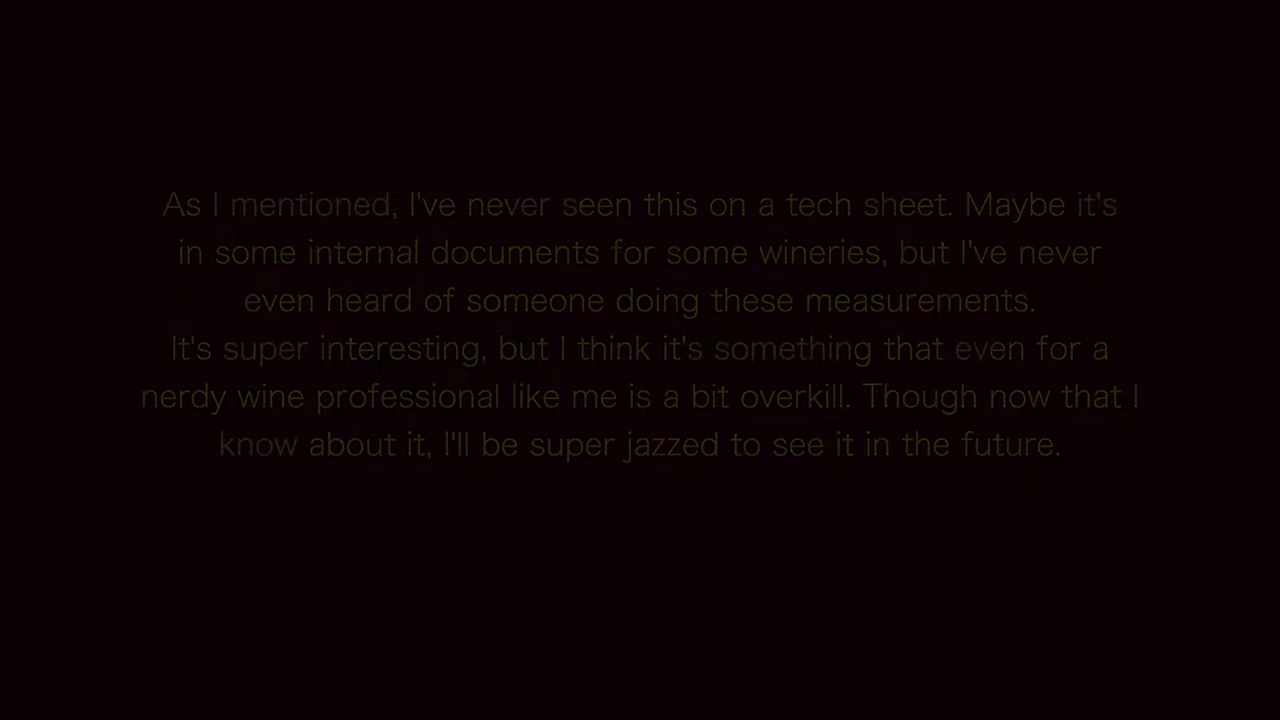 As I mentioned, I've never seen this on a tech sheet. Maybe it's
in some internal documents for some wineries, but I've never
even heard of someone doing these measurements.
It's super interesting, but I think it's something that even for a
nerdy wine professional like me is a bit overkill. Though now that I
know about it, I'll be super jazzed to see it in the future.